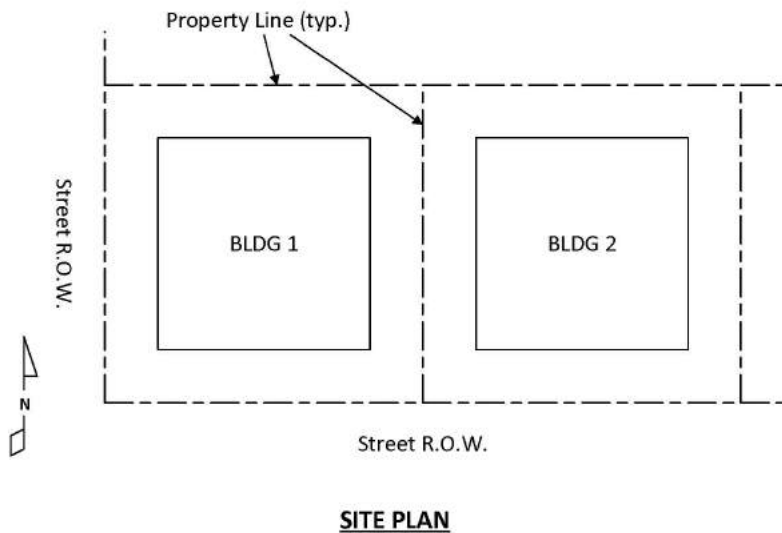 Property Line (typ.)
Street R.O.W.
BLDG 1
BLDG 2
N
Street R.O.W.
SITE PLAN